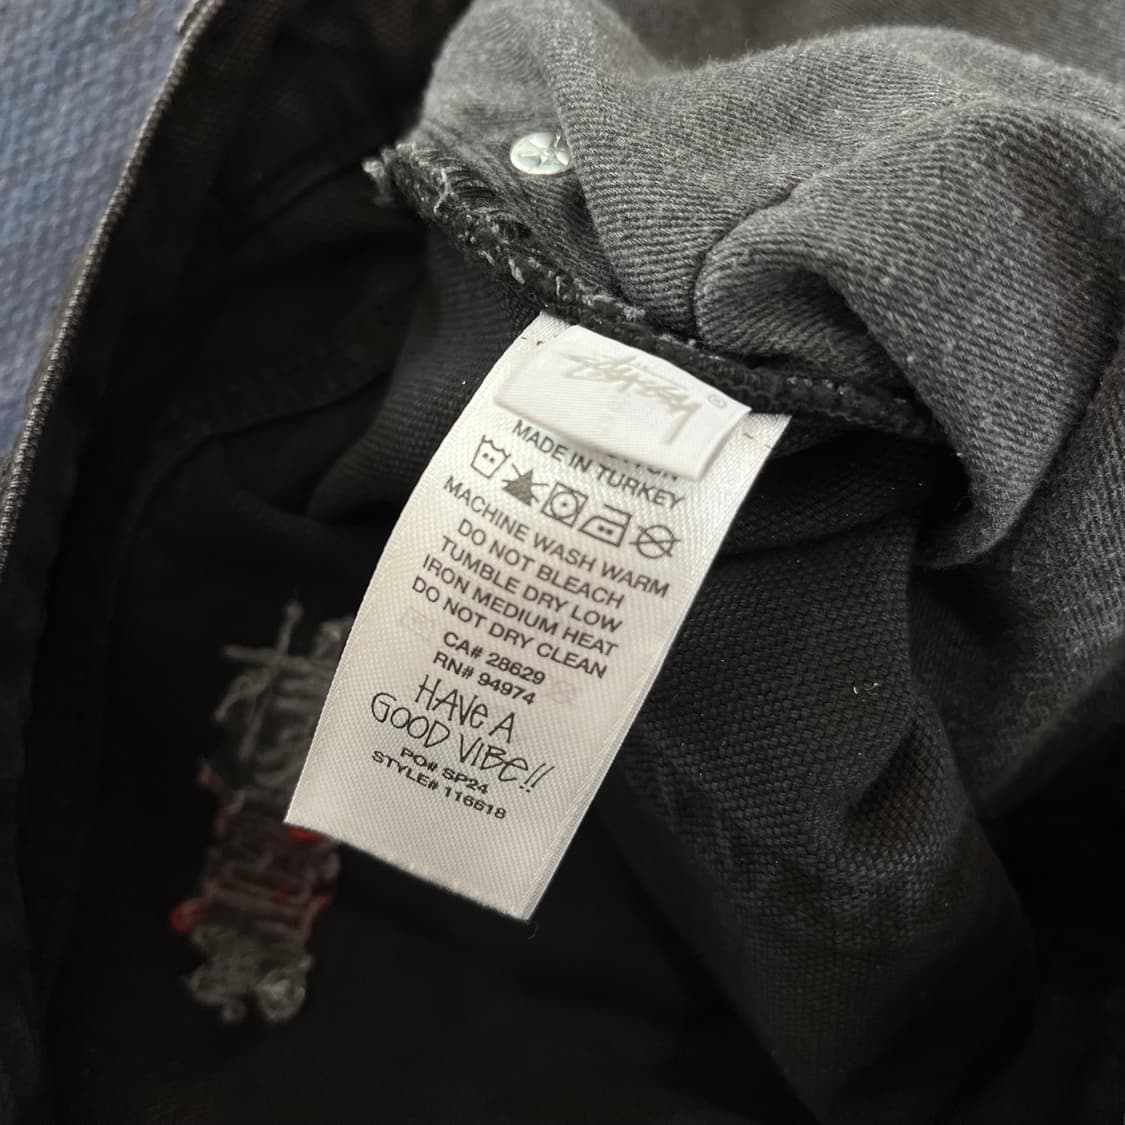 Stüssy ®
MADE IN TURKEY
MACHINE WASH WARM
DO NOT BLEACH
TUMBLE DRY LOW
IRON MEDIUM HEAT
DO NOT DRY CLEAN
CA# 28629
RN# 94974
HAVE A
GOOD VIBE!!
PO# SP24
STYLE# 116618